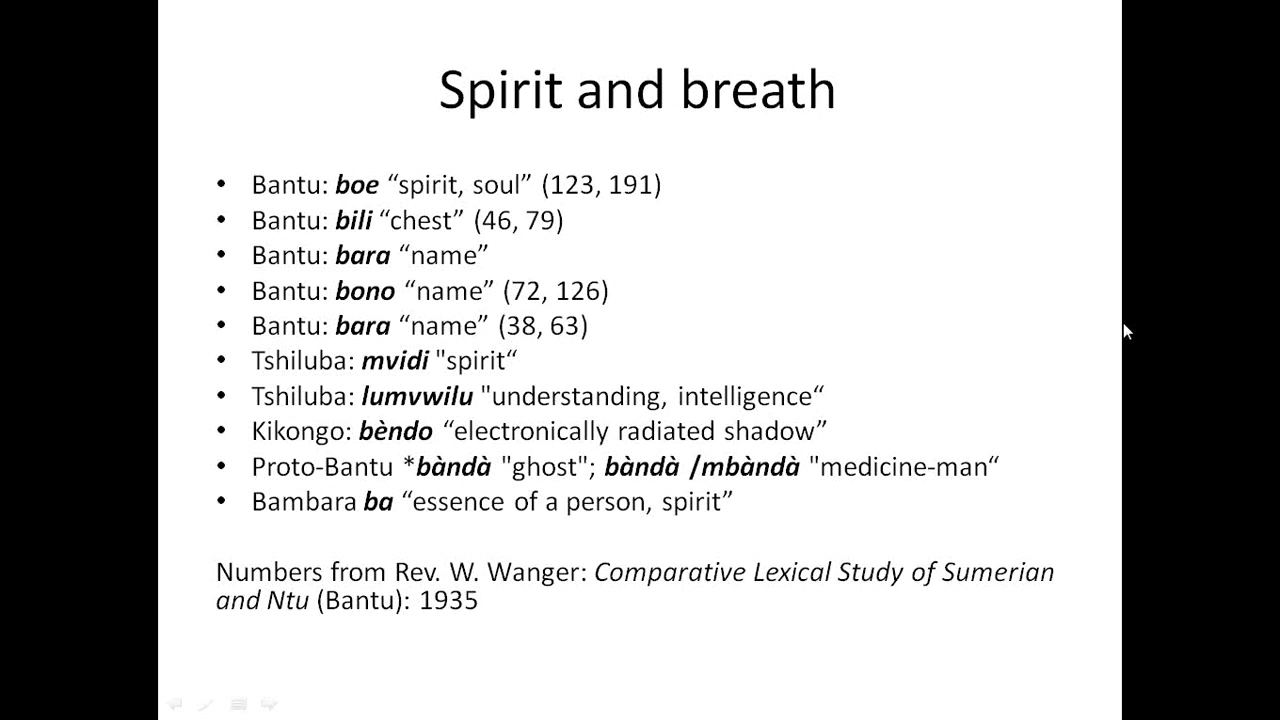 Spirit and breath
• Bantu: boe “spirit, soul” (123, 191)
• Bantu: bili “chest” (46, 79)
• Bantu: bara “name”
• Bantu: bono “name” (72, 126)
• Bantu: bara “name” (38, 63)
• Tshiluba: mvidi "spirit“
• Tshiluba: lumvwilu "understanding, intelligence“
• Kikongo: bèndo “electronically radiated shadow”
• Proto-Bantu *bàndà "ghost"; bàndà /mbàndà "medicine-man“
• Bambara ba “essence of a person, spirit”
Numbers from Rev. W. Wanger: Comparative Lexical Study of Sumerian
and Ntu (Bantu): 1935